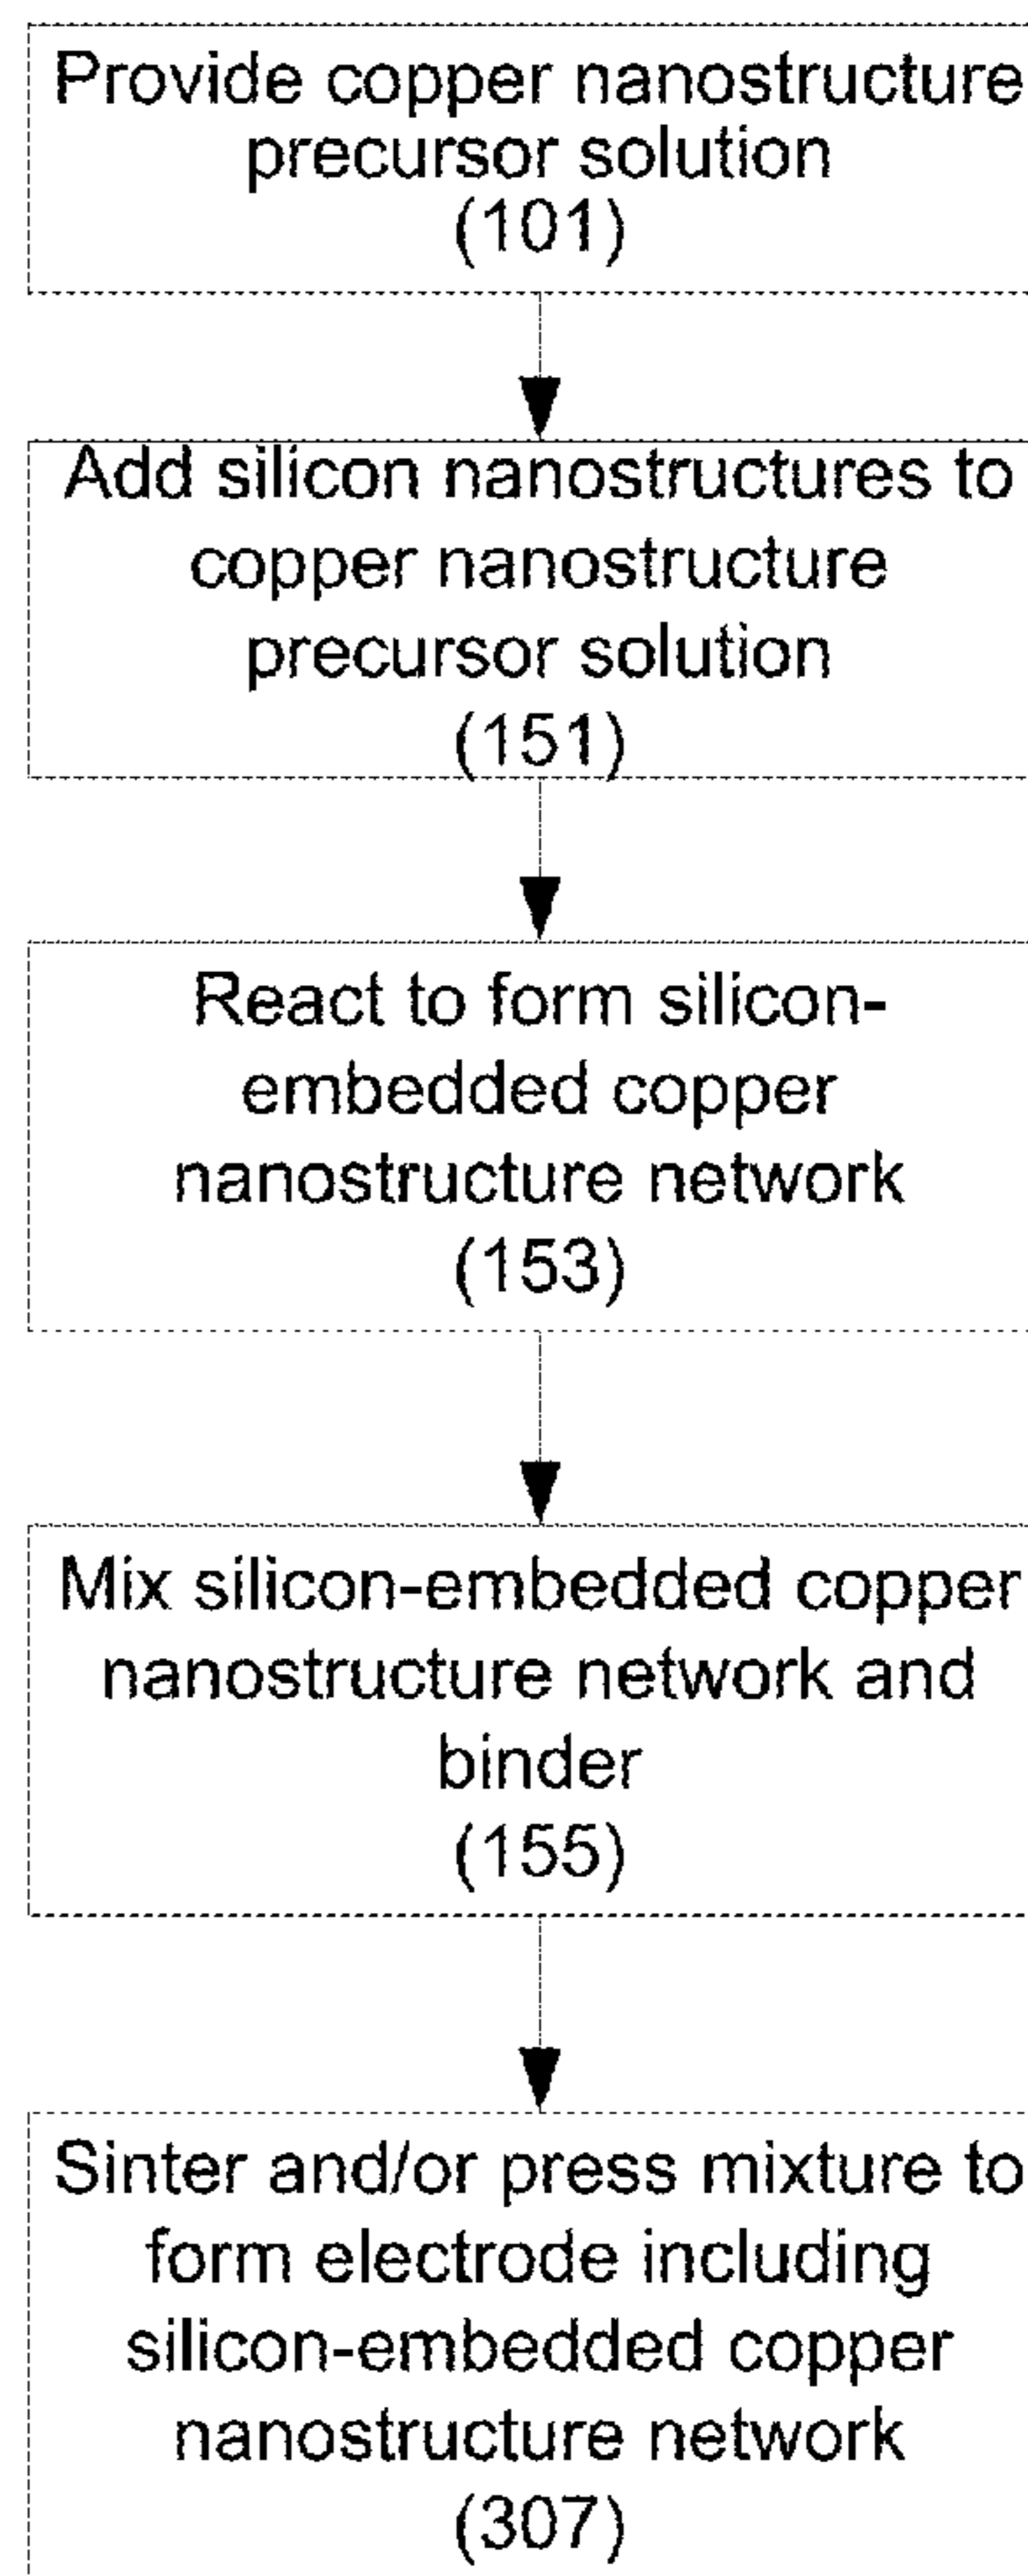 Provide copper nanostructure
precursor solution
(101)
Add silicon nanostructures to
copper nanostructure
precursor solution
(151)
React to form silicon-
embedded copper
nanostructure network
(153)
Mix silicon-embedded copper
nanostructure network and
binder
(155)
Sinter and/or press mixture to
form electrode including
silicon-embedded copper
nanostructure network
(307)